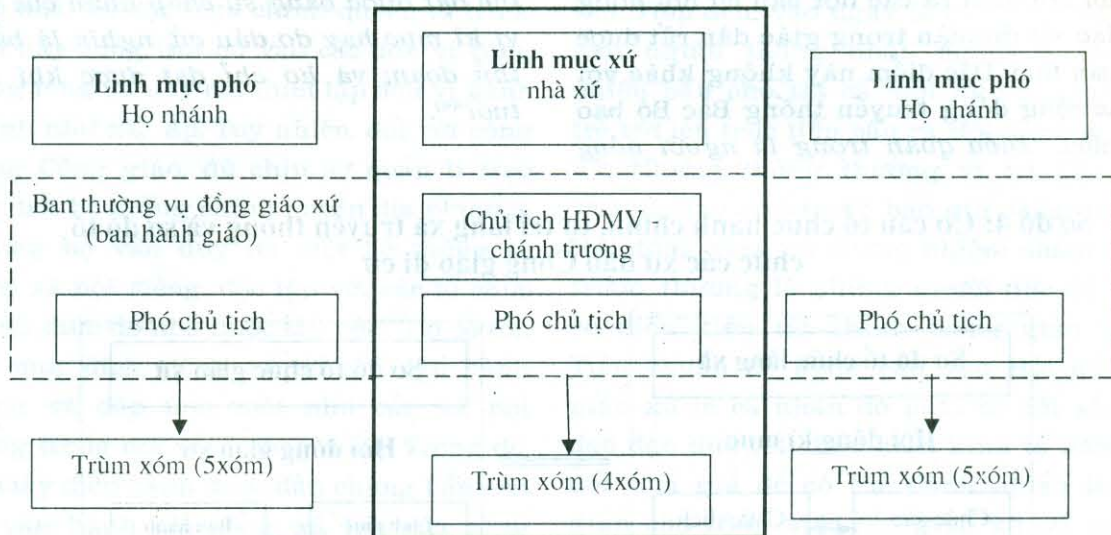 Linh mục phó
Họ nhánh
Linh mục xứ
nhà xứ
Linh mục phó
Họ nhánh
Ban thường vụ đồng giáo xứ
(ban hành giáo)
Chủ tịch HĐMV
chánh trương
Phó chủ tịch
Phó chủ tịch
Phó chủ tịch
Trùm xóm (5xóm)
Trùm xóm (4xóm)
Trùm xóm (5xóm)